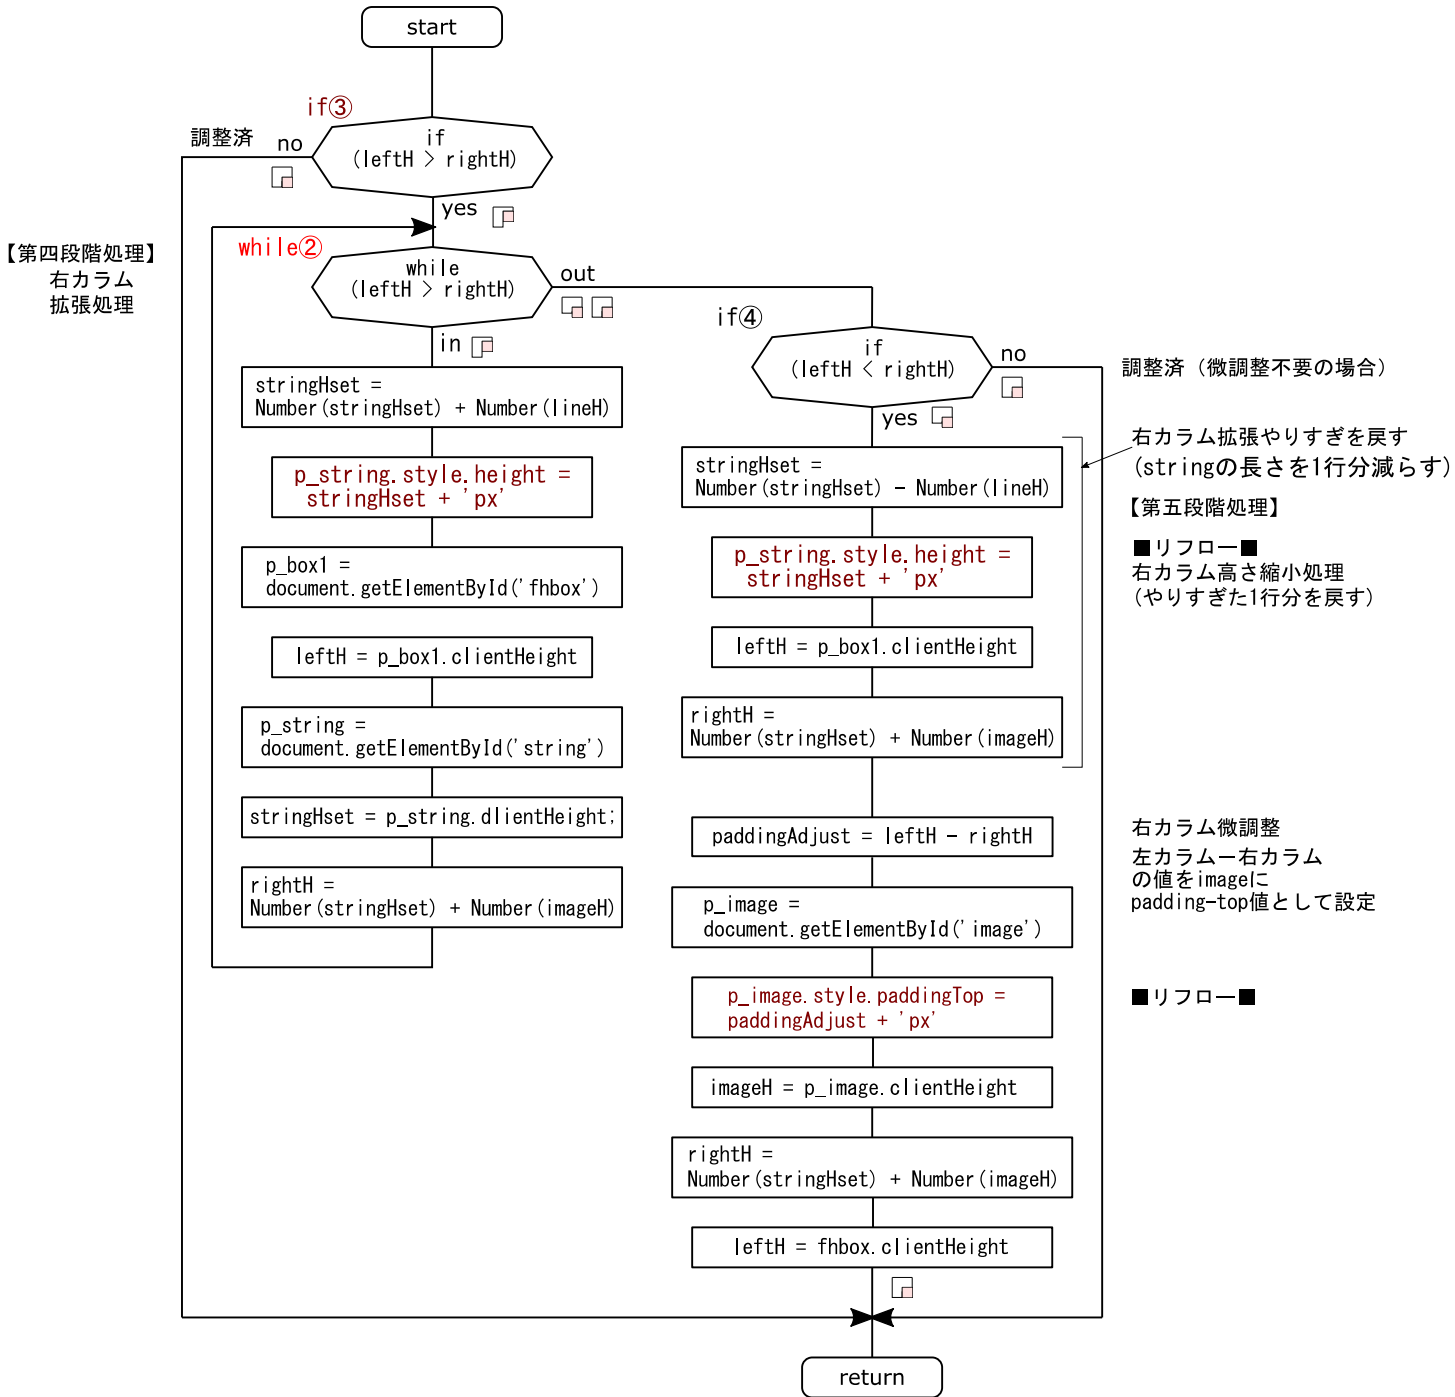 start
if③
調整済
no
if
(leftH > rightH)
yes
【第四段階処理】
右カラム
拡張処理
while②
while
(leftH > rightH)
out
in
stringHset =
Number(stringHset) + Number(lineH)
p_string.style.height =
stringHset + 'px'
p_box1 =
document.getElementById('fhbox')
leftH = p_box1.clientHeight
p_string =
document.getElementById('string')
stringHset = p_string.dlientHeight;
rightH =
Number(stringHset) + Number(imageH)
if④
if
(leftH < rightH)
no
調整済（微調整不要の場合）
yes
stringHset =
Number(stringHset) － Number(lineH)
p_string.style.height =
stringHset + 'px'
leftH = p_box1.clientHeight
rightH =
Number(stringHset) + Number(imageH)
右カラム拡張やりすぎを戻す
(stringの長さを1行分減らす)
【第五段階処理】
■リフロー■
右カラム高さ縮小処理
(やりすぎた1行分を戻す)
paddingAdjust = leftH － rightH
右カラム微調整
左カラムー右カラム
の値をimageに
padding-top値として設定
p_image =
document.getElementById('image')
p_image.style.paddingTop =
paddingAdjust + 'px'
■リフロー■
imageH = p_image.clientHeight
rightH =
Number(stringHset) + Number(imageH)
leftH = fhbox.clientHeight
return